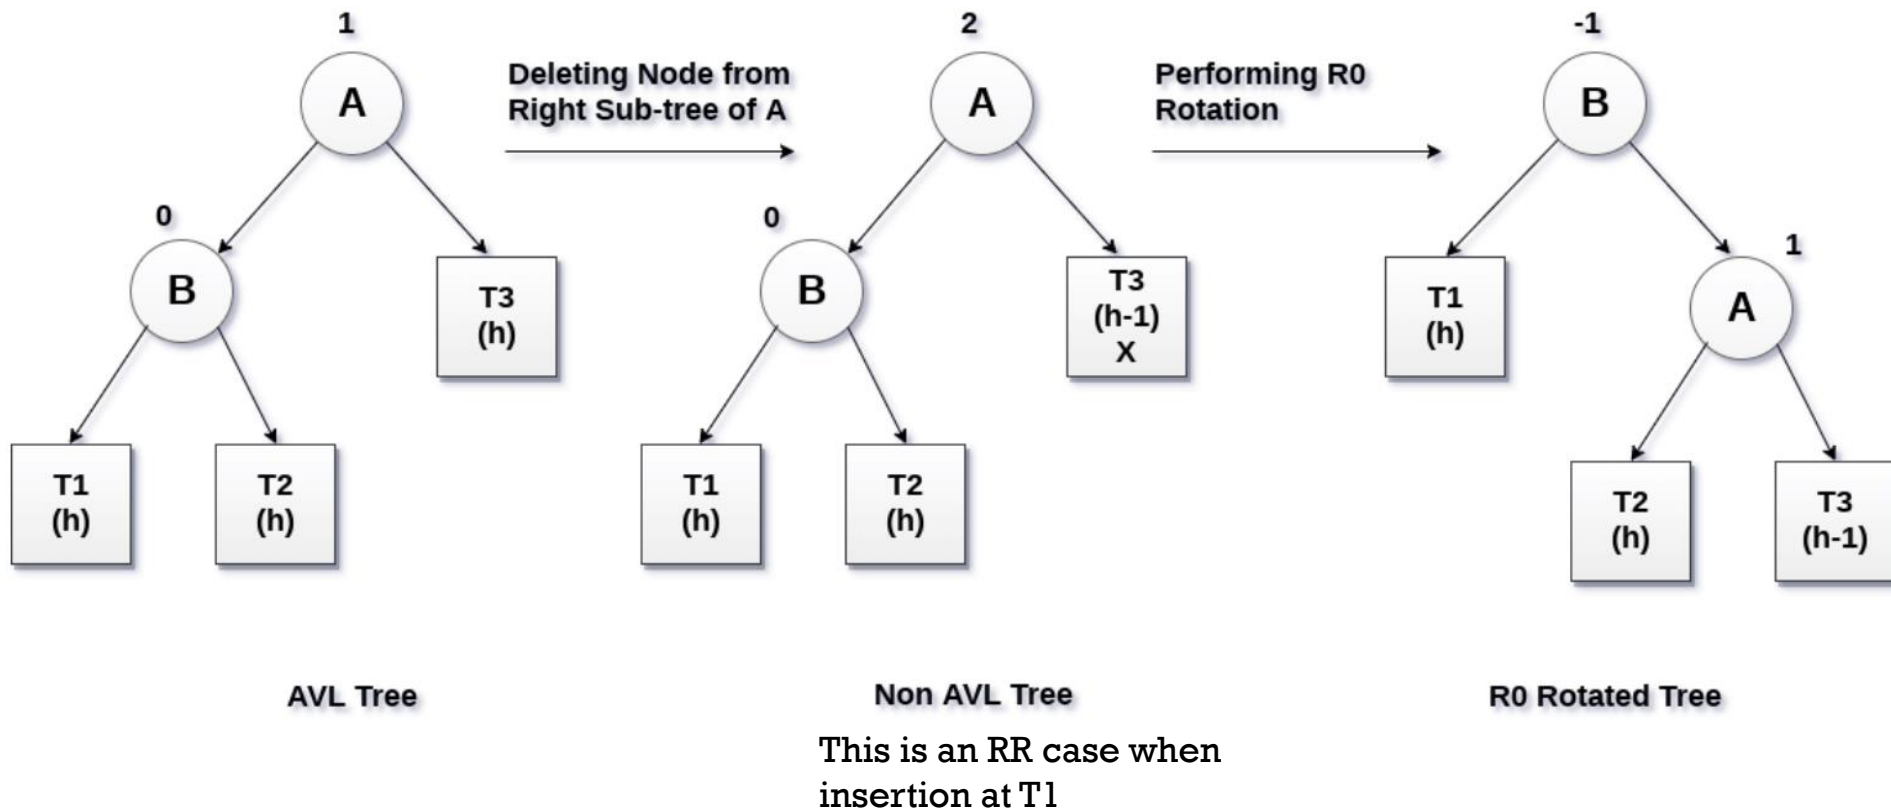 1
A
0
B
T3
(h)
T1
(h)
T2
(h)
AVL Tree
Deleting Node from
Right Sub-tree of A
2
A
0
B
T3
(h-1)
X
T1
(h)
T2
(h)
Non AVL Tree
This is an RR case when
insertion at T1
Performing R0
Rotation
-1
B
T1
(h)
1
A
T2
(h)
T3
(h-1)
R0 Rotated Tree